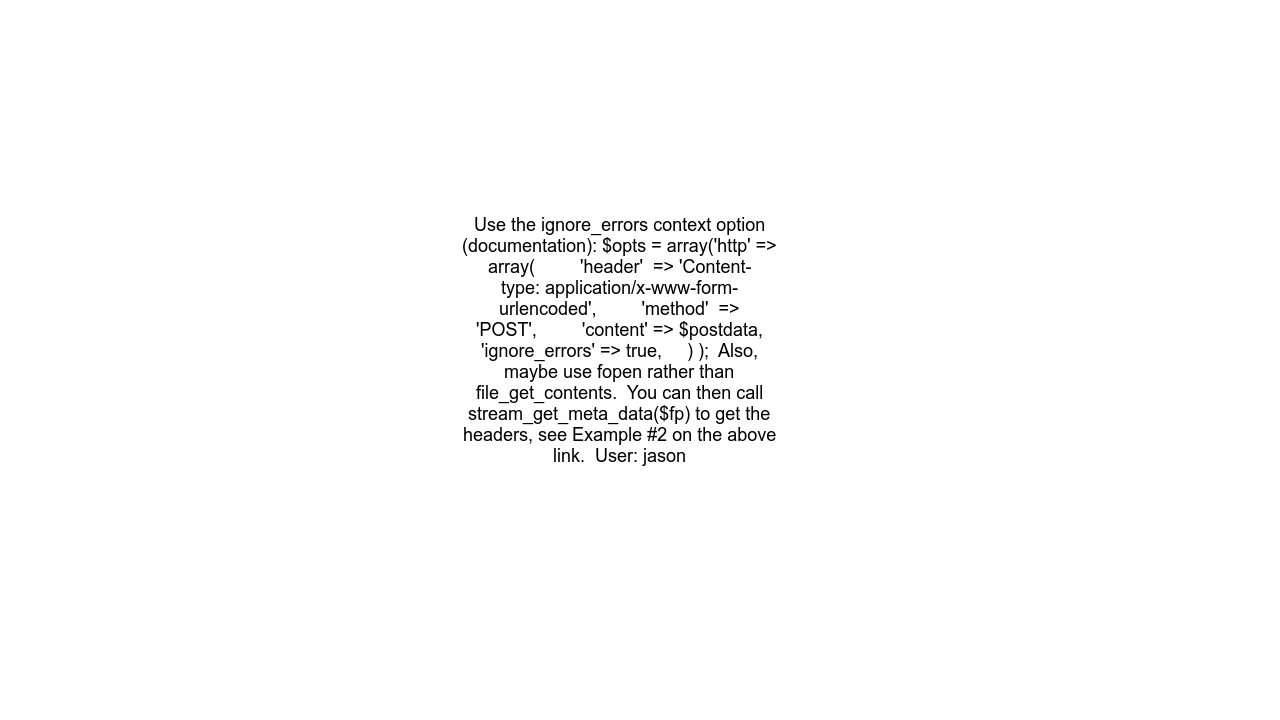 Use the ignore_errors context option
(documentation): $opts = array('http' =>
array(         'header'  => 'Content-
type: application/x-www-form-
urlencoded',         'method'  =>
'POST',         'content' => $postdata,
'ignore_errors' => true,     ) );  Also,
maybe use fopen rather than
file_get_contents.  You can then call
stream_get_meta_data($fp) to get the
headers, see Example #2 on the above
link.  User: jason